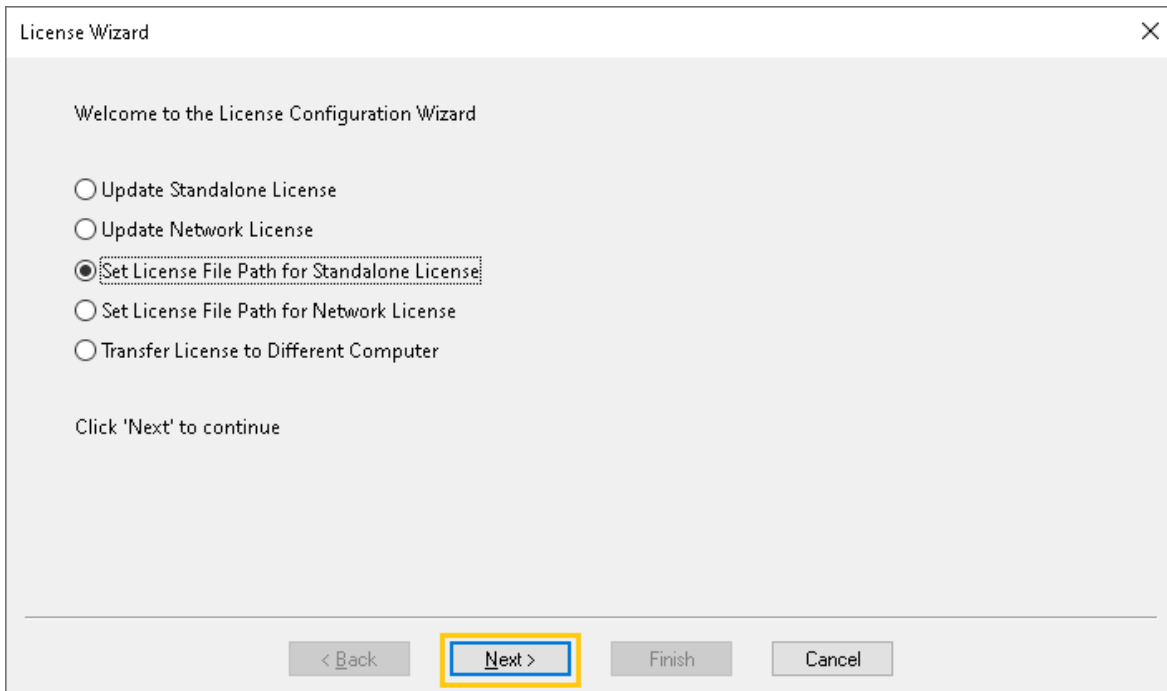 License Wizard
Welcome to the License Configuration Wizard
Update Standalone License
Update Network License
Set License File Path for Standalone License
Set License File Path for Network License
Transfer License to Different Computer
Click 'Next' to continue
< Back Next > Finish Cancel